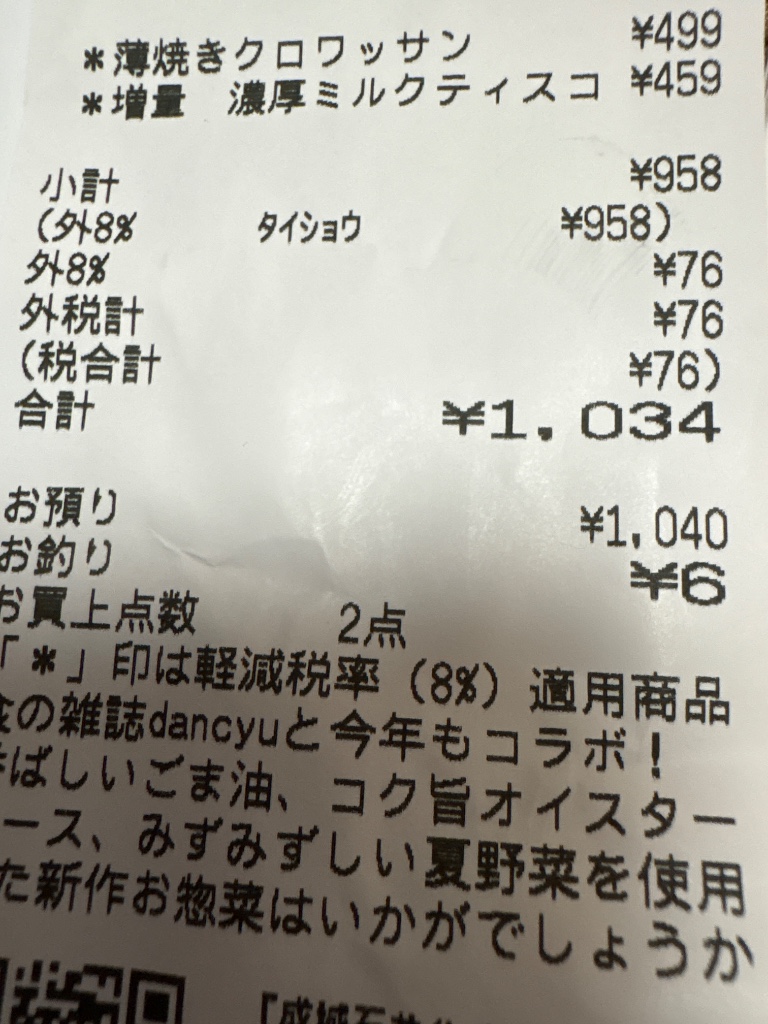 *薄焼きクロワッサン ¥499
*増量 濃厚ミルクティスコ ¥459
小計 ¥958
(外8% タイショウ ¥958)
外8% ¥76
外税計 ¥76
(税合計 ¥76)
合計 ¥1,034
お預り ¥1,040
お釣り ¥6
お買上点数 2点
「*」印は軽減税率(8%)適用商品
の雑誌dancyuと今年もコラボ!
ばしいごま油、コク旨オイスター
ース、みずみずしい夏野菜を使用
た新作お惣菜はいかがでしょうか